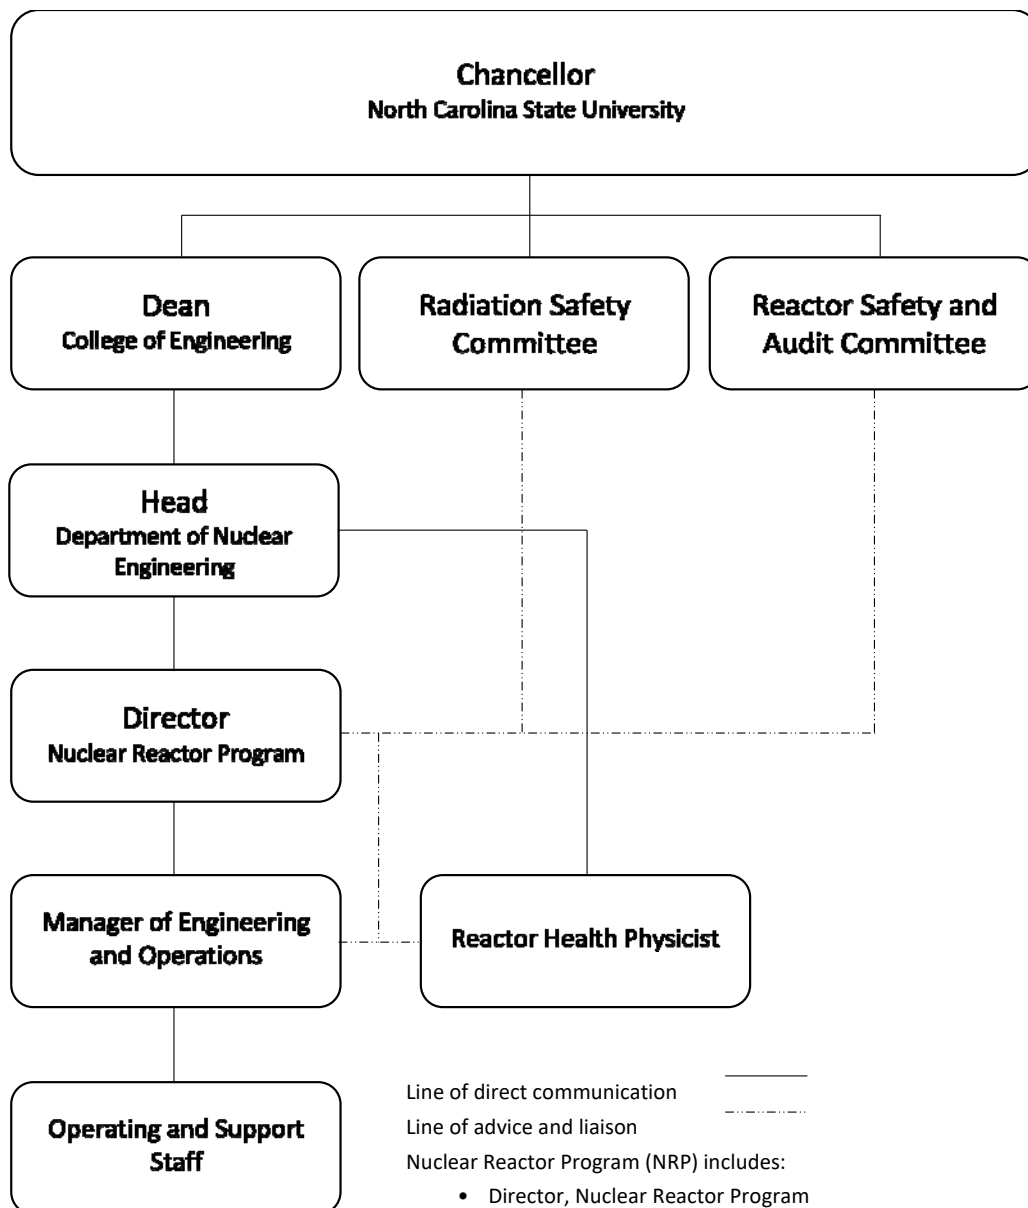 Chancellor
North Carolina State University
Dean
College of Engineering
Radiation Safety
Committee
Reactor Safety and
Audit Committee
Head
Department of Nuclear
Engineering
Director
Nuclear Reactor Program
Manager of Engineering
and Operations
Reactor Health Physicist
Operating and Support
Staff
Line of direct communication
Line of advice and liaison
Nuclear Reactor Program (NRP) includes:
• Director, Nuclear Reactor Program